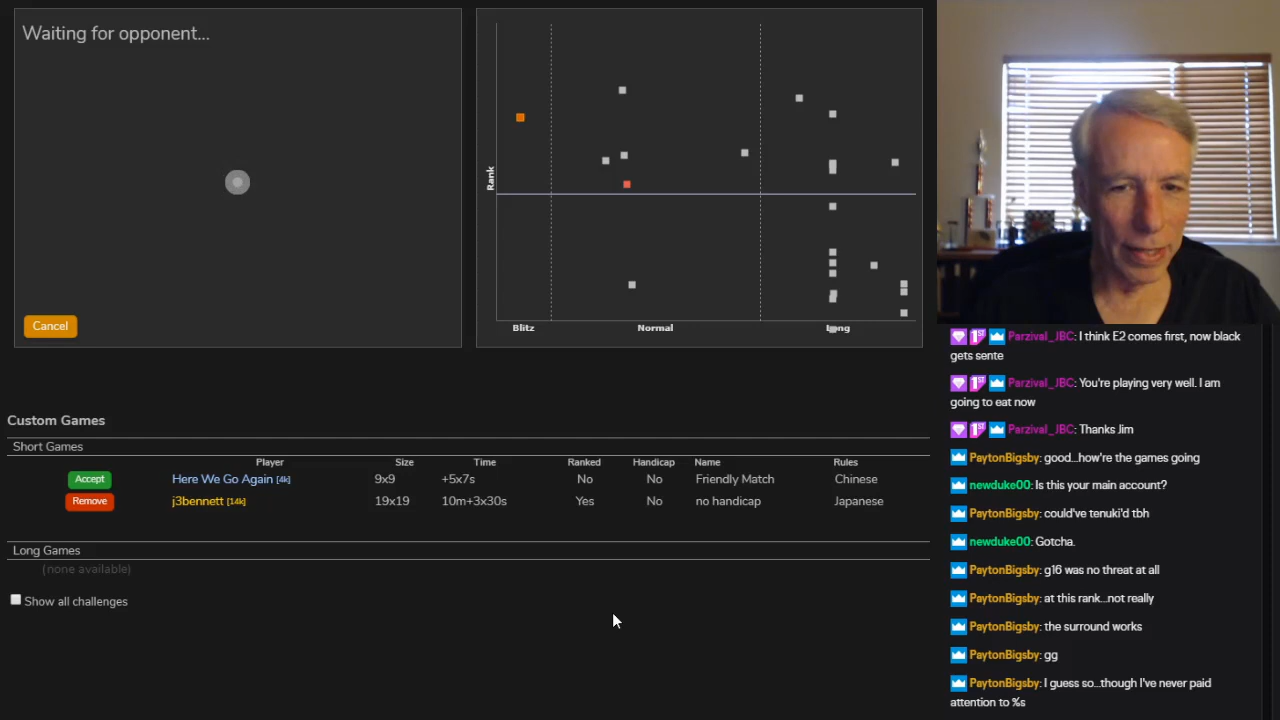 Waiting for opponent...
Cancel
Rank
Blitz
Normal
Long
Custom Games
Short Games
Player Size Time Ranked Handicap Name Rules
Accept Here We Go Again [4k] 9x9 +5x7s No No Friendly Match Chinese
Remove j3bennett [14k] 19x19 10m+3x30s Yes No no handicap Japanese
Long Games
(none available)
Show all challenges
1ST Parzival_JBC: I think E2 comes first, now black
gets sente
1ST Parzival_JBC: You're playing very well. I am
going to eat now
1ST Parzival_JBC: Thanks Jim
PaytonBigsby: good...how're the games going
newduke00: Is this your main account?
PaytonBigsby: could've tenuki'd tbh
newduke00: Gotcha.
PaytonBigsby: g16 was no threat at all
PaytonBigsby: at this rank...not really
PaytonBigsby: the surround works
PaytonBigsby: gg
PaytonBigsby: I guess so...though I've never paid
attention to %s